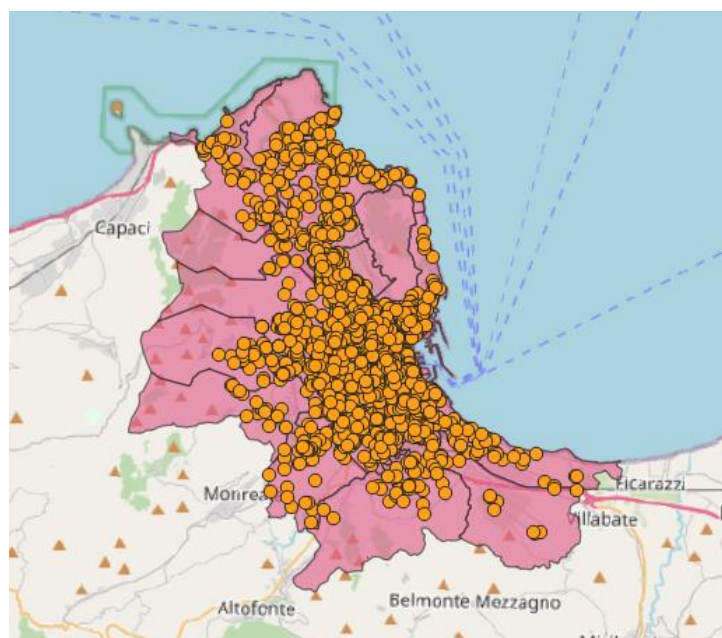 Capaci
Monrea
Ficarazzi
Villabate
Altofonte
Belmonte Mezzagno